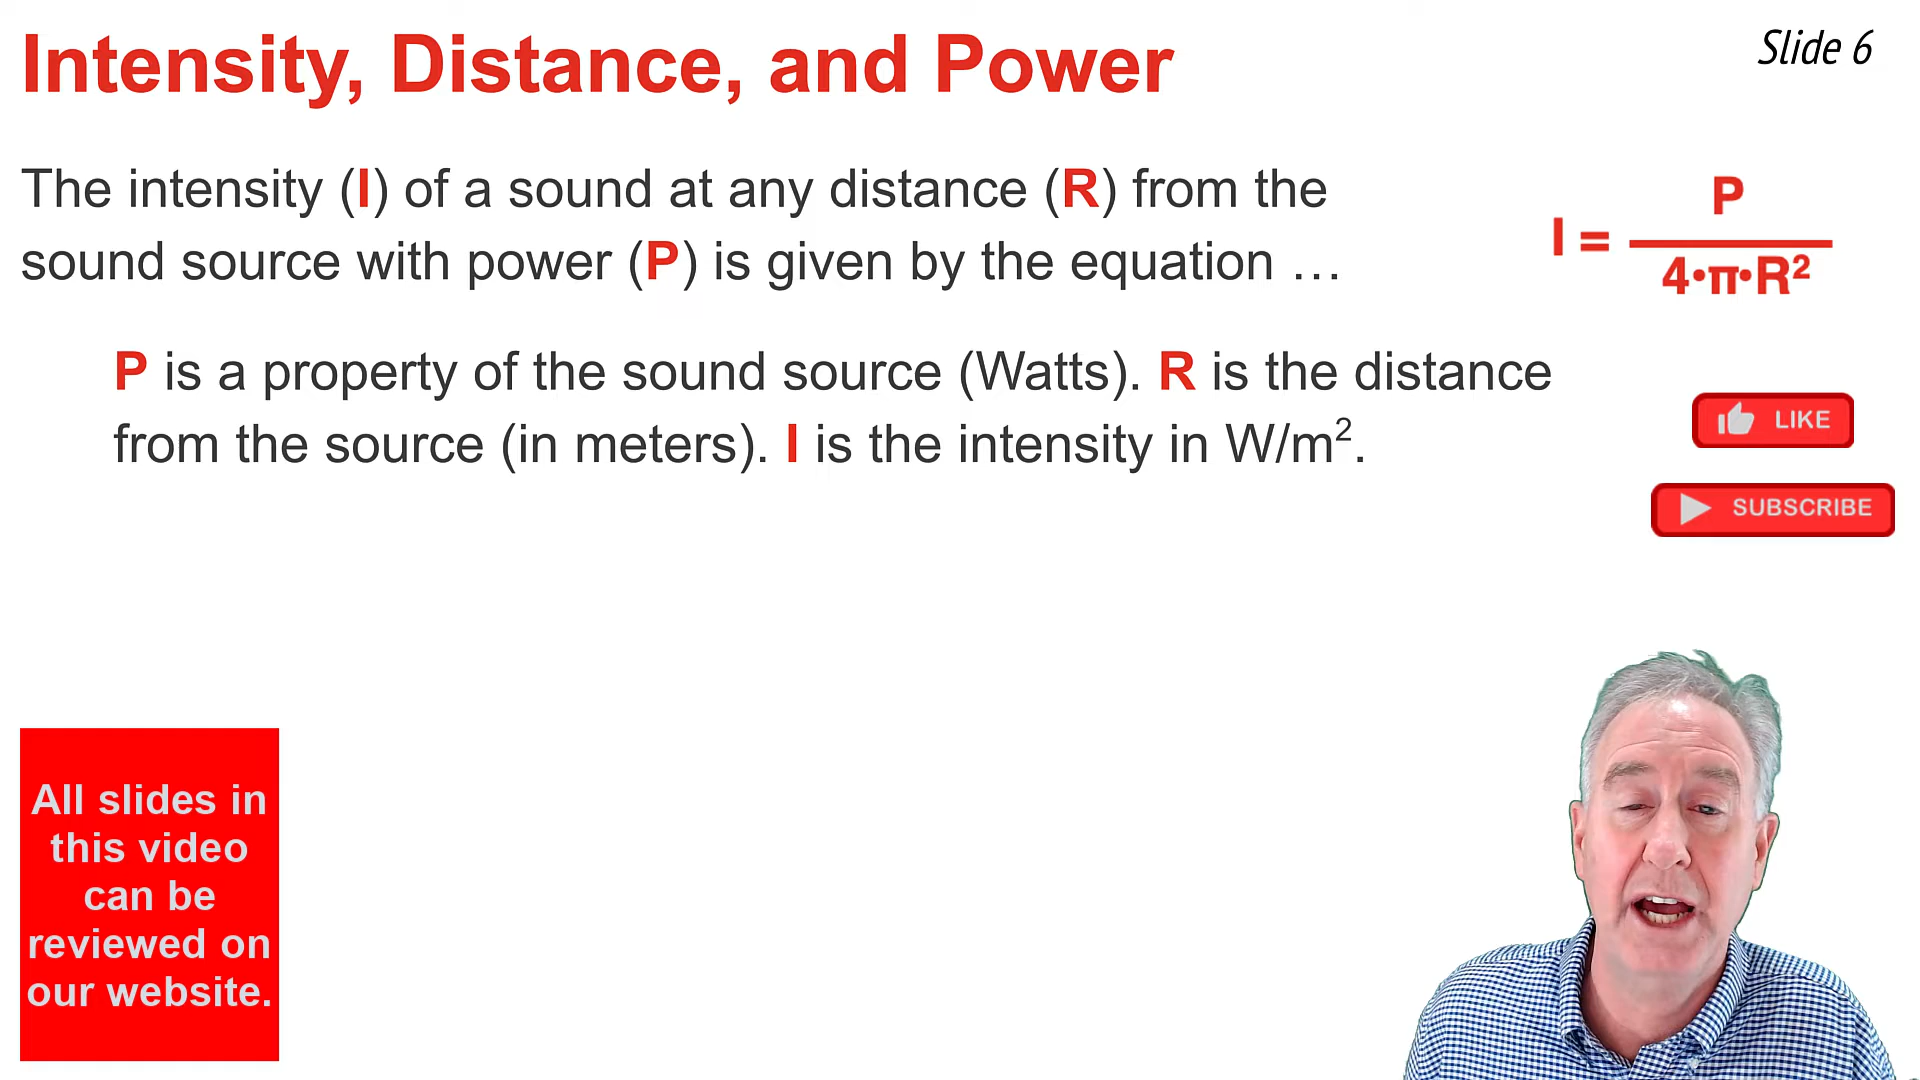 Intensity, Distance, and Power
Slide 6
The intensity (I) of a sound at any distance (R) from the
sound source with power (P) is given by the equation …
I = P
4•π•R²
P is a property of the sound source (Watts). R is the distance
from the source (in meters). I is the intensity in W/m².
LIKE
SUBSCRIBE
All slides in
this video
can be
reviewed on
our website.